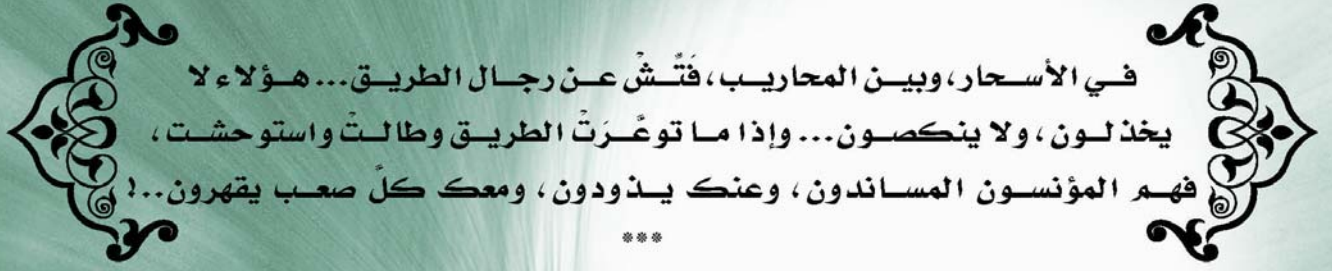 في الأسحار، وبين المحاريب، فَتِّشْ عن رجال الطريق... هؤلاء لا
يخذلون، ولا ينكصون... وإذا ما توعَّرَتْ الطريق وطالتْ واستوحشت،
فهم المؤنسون المساندون، وعنك يذودون، ومعك كلَّ صعب يقهرون..!
***